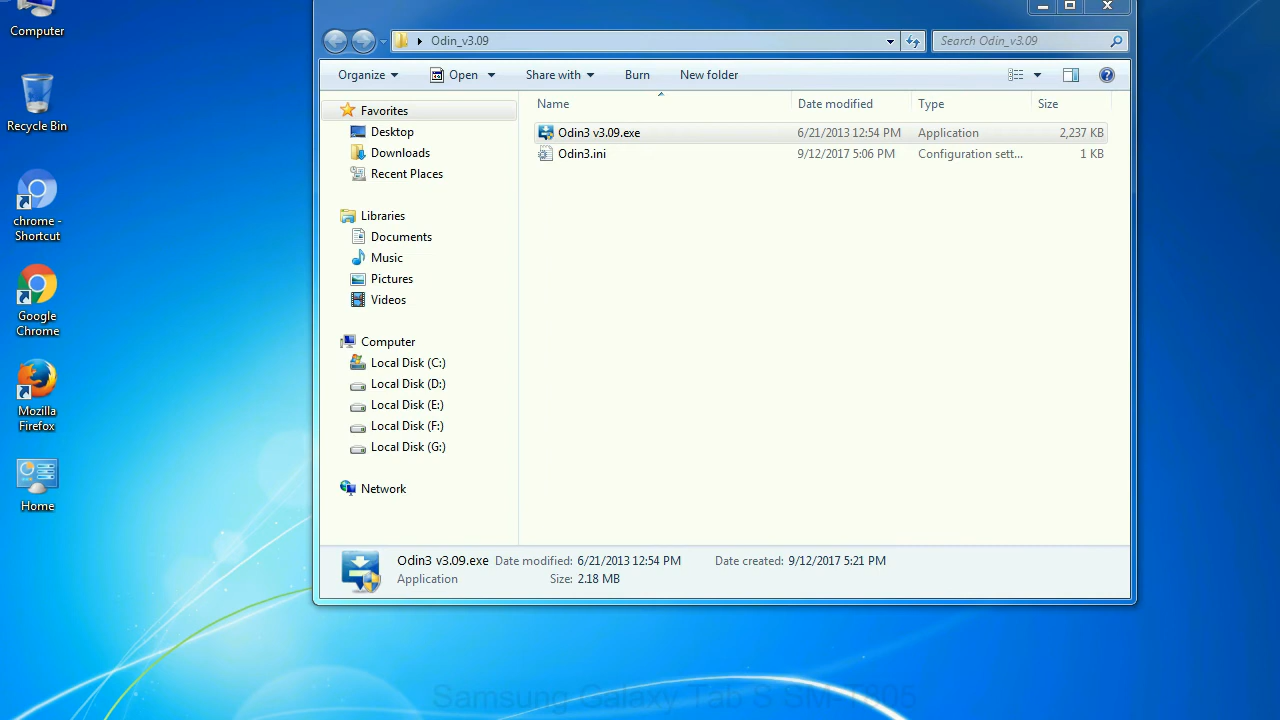 Computer
Recycle Bin
chrome -
Shortcut
Google
Chrome
Mozilla
Firefox
Home
Odin_v3.09
Search Odin_v3.09
Organize
Open
Share with
Burn
New folder
Favorites
Desktop
Downloads
Recent Places
Libraries
Documents
Music
Pictures
Videos
Computer
Local Disk (C:)
Local Disk (D:)
Local Disk (E:)
Local Disk (F:)
Local Disk (G:)
Network
Name Date modified Type Size
Odin3 v3.09.exe 6/21/2013 12:54 PM Application 2,237 KB
Odin3.ini 9/12/2017 5:06 PM Configuration sett... 1 KB
Odin3 v3.09.exe Date modified: 6/21/2013 12:54 PM Date created: 9/12/2017 5:21 PM
Application Size: 2.18 MB
Samsung Galaxy Tab S